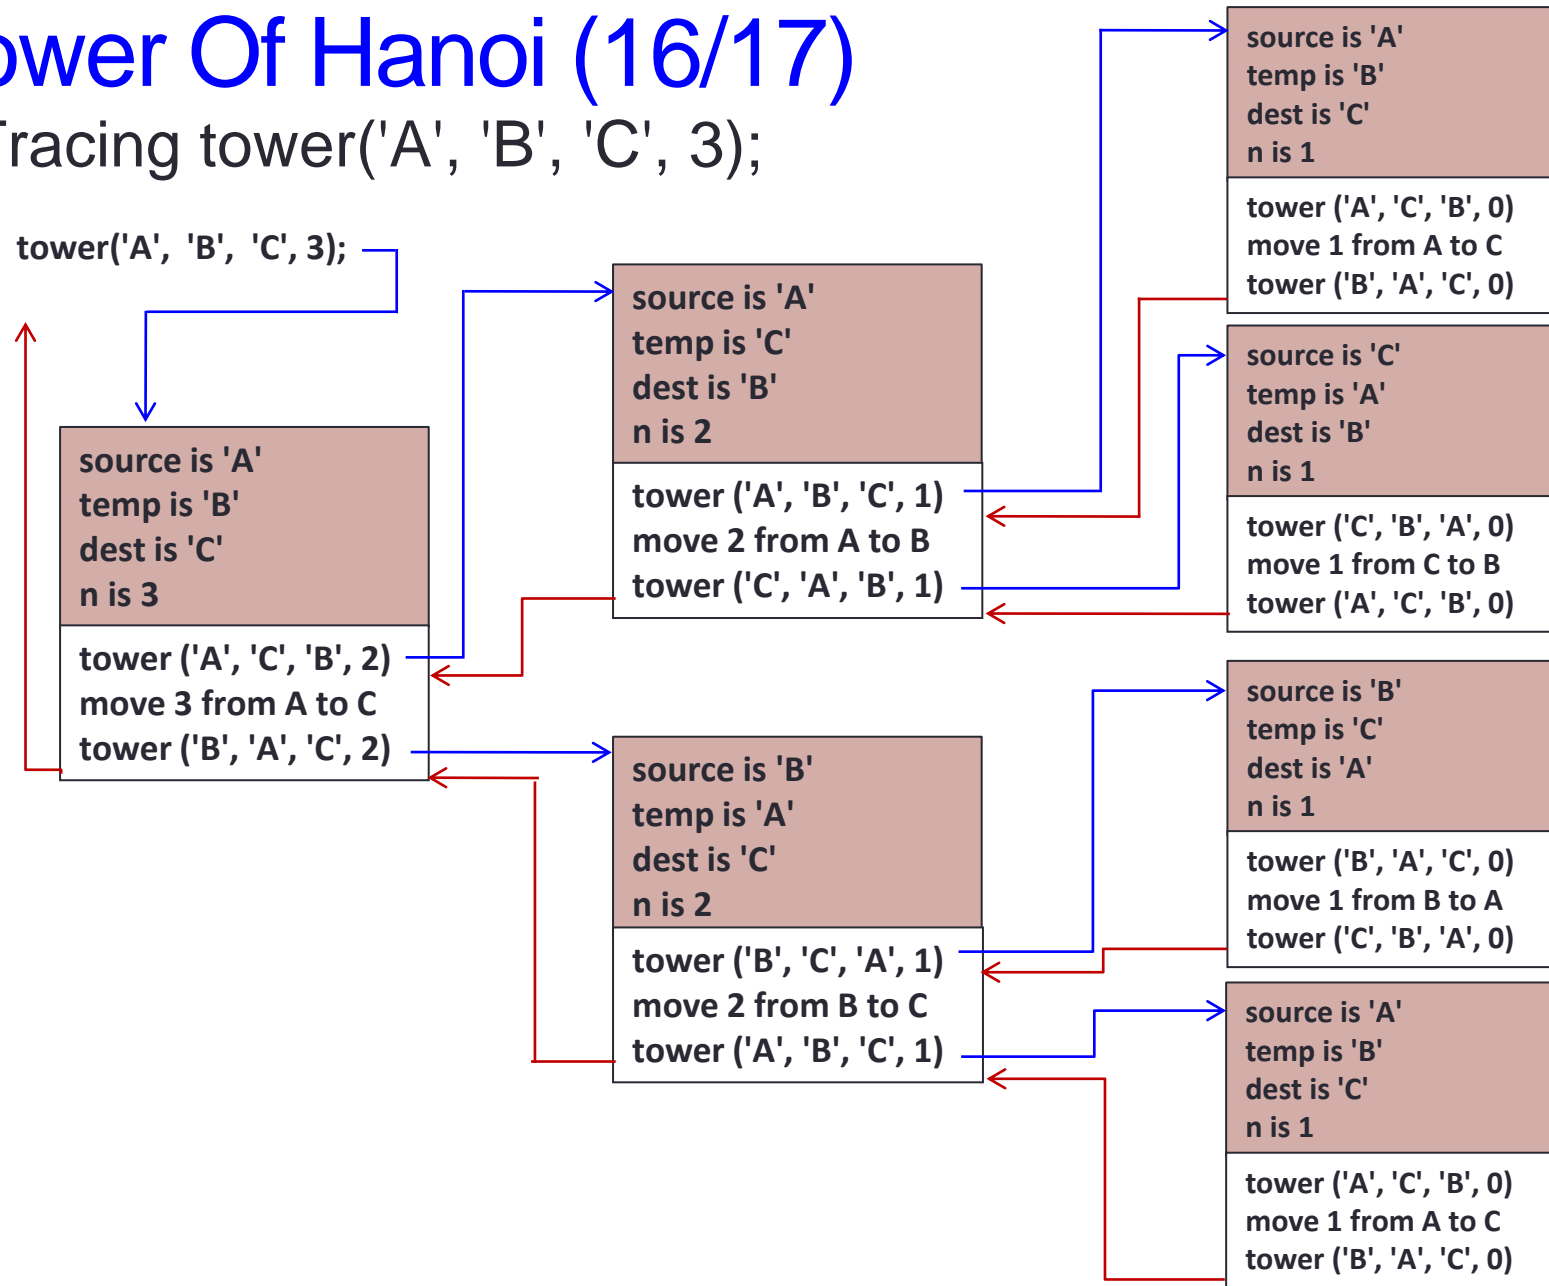 ower Of Hanoi (16/17)
Tracing tower('A', 'B', 'C', 3);
tower('A', 'B', 'C', 3);
source is 'A'
temp is 'B'
dest is 'C'
n is 3
tower ('A', 'C', 'B', 2)
move 3 from A to C
tower ('B', 'A', 'C', 2)
source is 'A'
temp is 'C'
dest is 'B'
n is 2
tower ('A', 'B', 'C', 1)
move 2 from A to B
tower ('C', 'A', 'B', 1)
source is 'B'
temp is 'A'
dest is 'C'
n is 2
tower ('B', 'C', 'A', 1)
move 2 from B to C
tower ('A', 'B', 'C', 1)
source is 'A'
temp is 'B'
dest is 'C'
n is 1
tower ('A', 'C', 'B', 0)
move 1 from A to C
tower ('B', 'A', 'C', 0)
source is 'C'
temp is 'A'
dest is 'B'
n is 1
tower ('C', 'B', 'A', 0)
move 1 from C to B
tower ('A', 'C', 'B', 0)
source is 'B'
temp is 'C'
dest is 'A'
n is 1
tower ('B', 'A', 'C', 0)
move 1 from B to A
tower ('C', 'B', 'A', 0)
source is 'A'
temp is 'B'
dest is 'C'
n is 1
tower ('A', 'C', 'B', 0)
move 1 from A to C
tower ('B', 'A', 'C', 0)